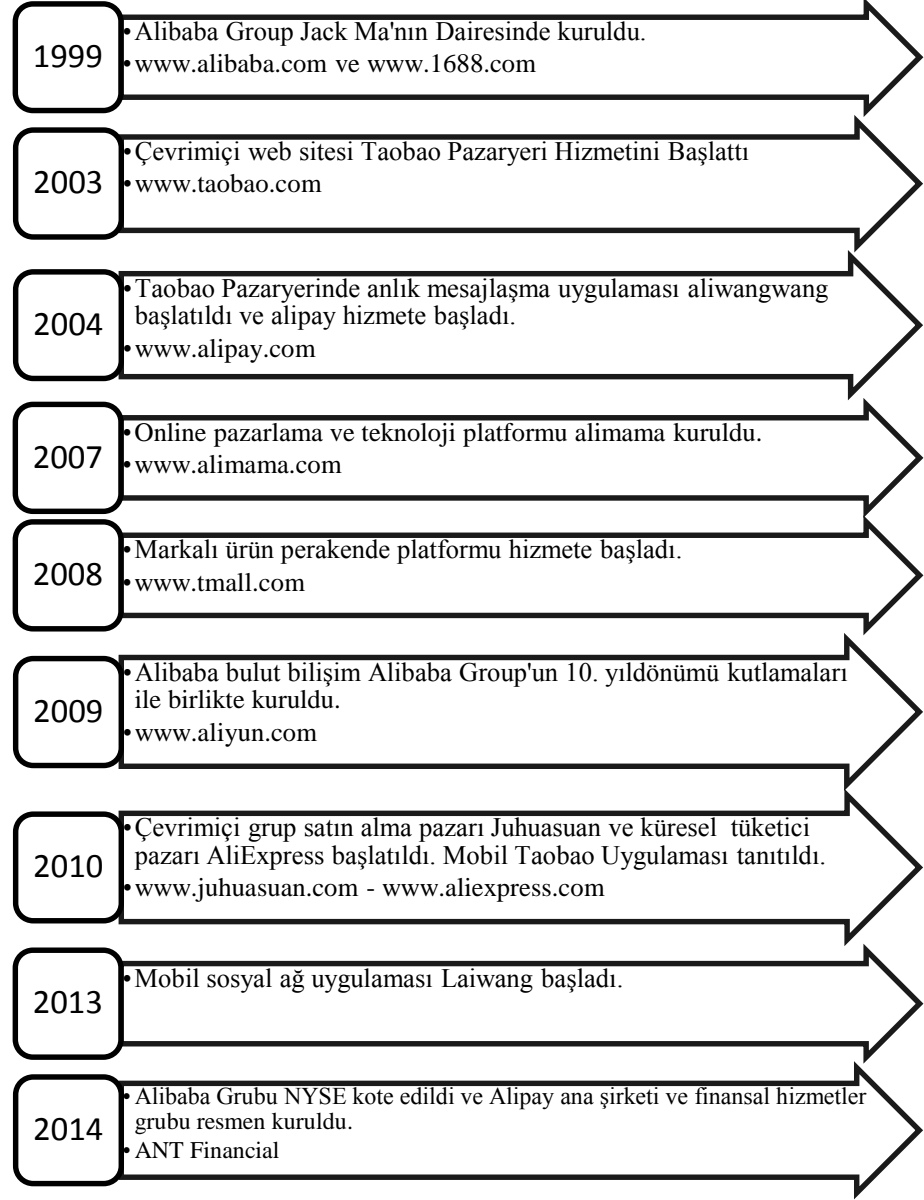 1999
•Alibaba Group Jack Ma'nın Dairesinde kuruldu.
•www.alibaba.com ve www.1688.com
2003
•Çevrimiçi web sitesi Taobao Pazaryeri Hizmetini Başlattı
•www.taobao.com
2004
•Taobao Pazaryerinde anlık mesajlaşma uygulaması aliwangwang
başlatıldı ve alipay hizmete başladı.
•www.alipay.com
2007
•Online pazarlama ve teknoloji platformu alimama kuruldu.
•www.alimama.com
2008
•Markalı ürün perakende platformu hizmete başladı.
•www.tmall.com
2009
•Alibaba bulut bilişim Alibaba Group'un 10. yıldönümü kutlamaları
ile birlikte kuruldu.
•www.aliyun.com
2010
•Çevrimiçi grup satın alma pazarı Juhuasuan ve küresel tüketici
pazarı AliExpress başlatıldı. Mobil Taobao Uygulaması tanıtıldı.
•www.juhuasuan.com - www.aliexpress.com
2013
•Mobil sosyal ağ uygulaması Laiwang başladı.
2014
•Alibaba Grubu NYSE kote edildi ve Alipay ana şirketi ve finansal hizmetler
grubu resmen kuruldu.
•ANT Financial